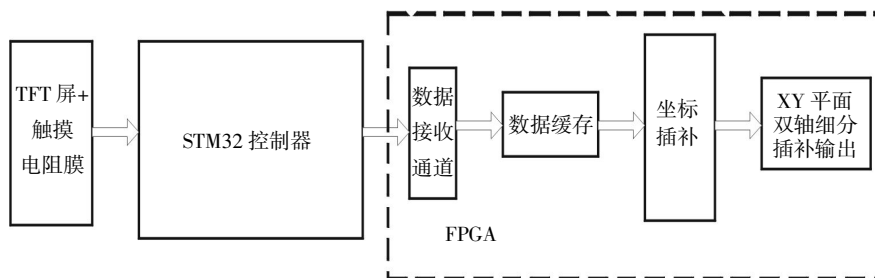 TFT 屏+
触摸
电阻膜
STM32 控制器
数据
接收
通道
数据缓存
坐标
插补
XY 平面
双轴细分
插补输出
FPGA